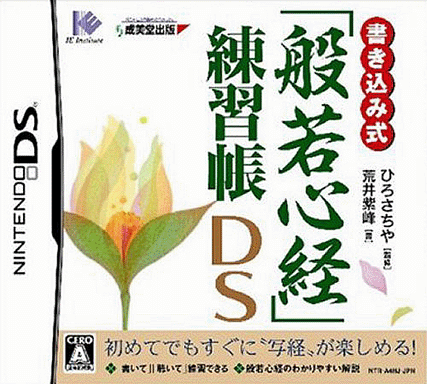 NINTENDO DS
IE Institute
成美堂出版
書き込み式
「般若心経」
練習帳
DS
ひろさちや
荒井紫峰
CERO
A
初めてでもすぐに“写経”が楽しめる!
書いて||聴いて||練習できる
般若心経のわかりやすい解説